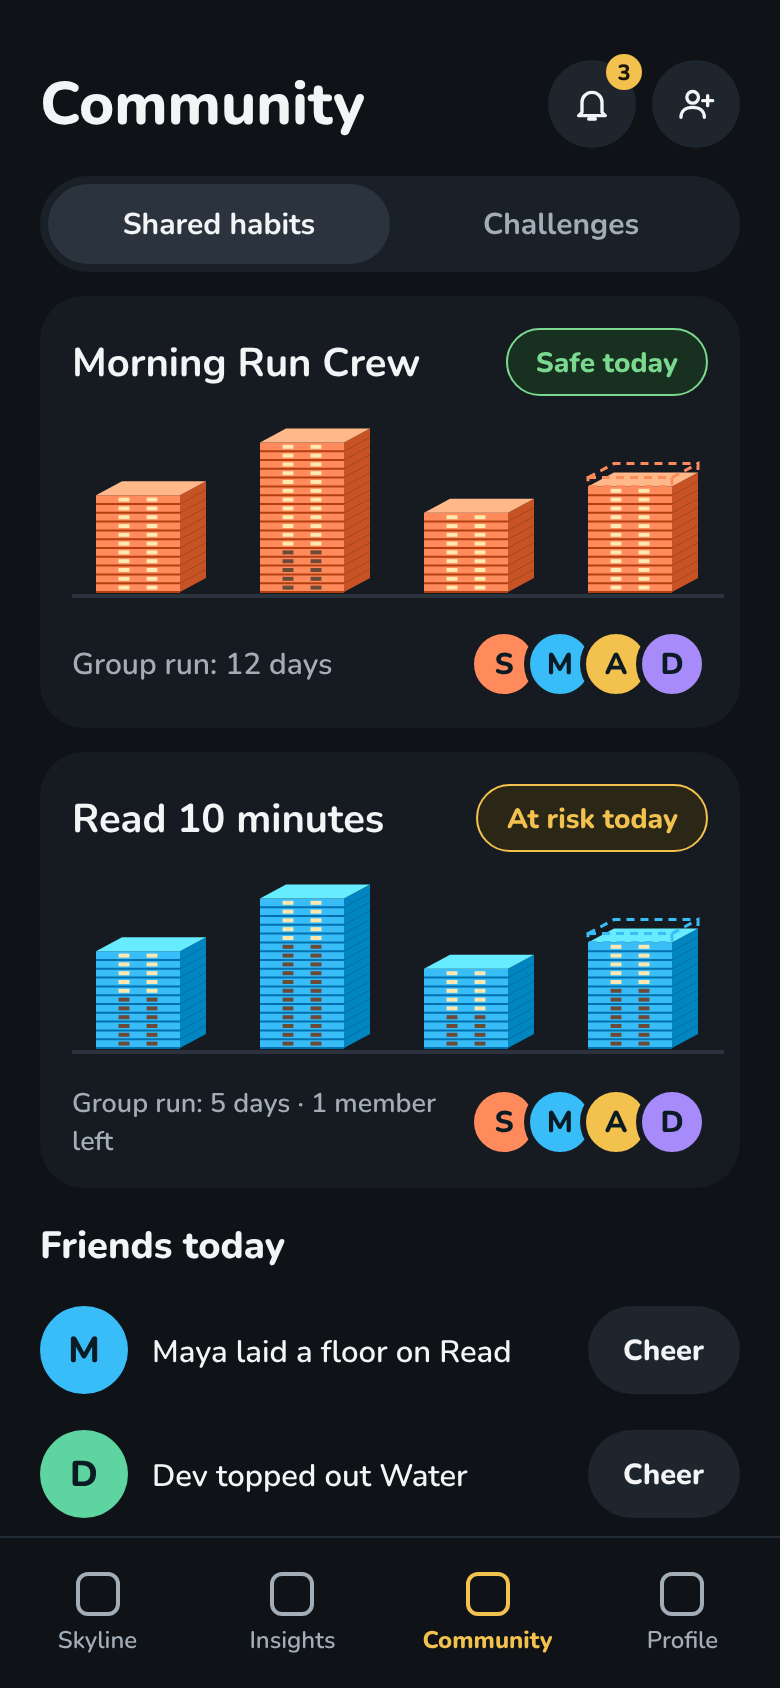 Community
3
Shared habits
Challenges
Morning Run Crew
Safe today
Group run: 12 days
S M A D
Read 10 minutes
At risk today
Group run: 5 days · 1 member
left
S M A D
Friends today
M
Maya laid a floor on Read
Cheer
D
Dev topped out Water
Cheer
Skyline
Insights
Community
Profile